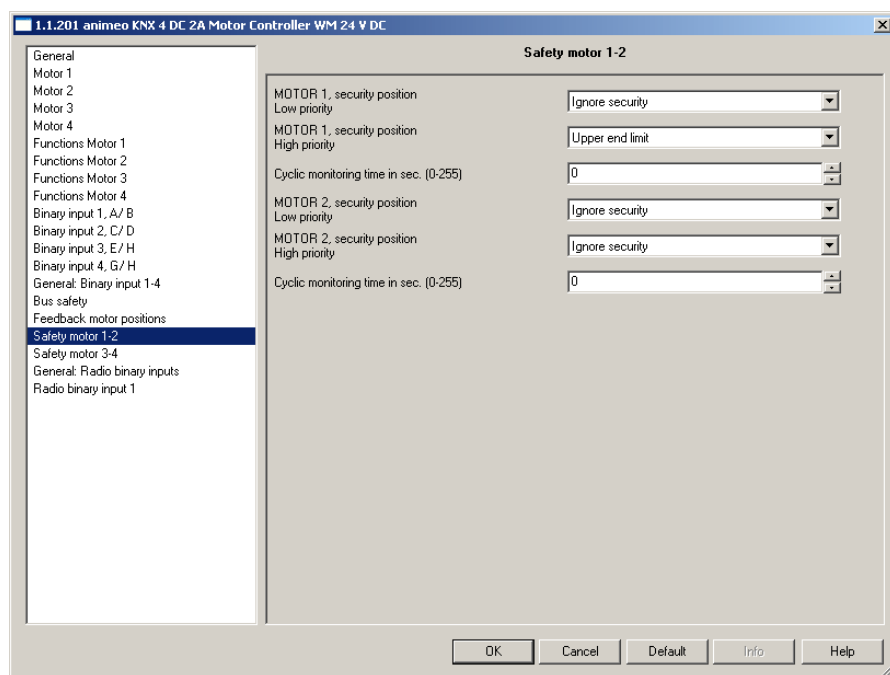 1.1.201 animeo KNX 4 DC 2A Motor Controller WM 24 V DC
General
Motor 1
Motor 2
Motor 3
Motor 4
Functions Motor 1
Functions Motor 2
Functions Motor 3
Functions Motor 4
Binary input 1, A/ B
Binary input 2, C/ D
Binary input 3, E/ H
Binary input 4, G/ H
General: Binary input 1-4
Bus safety
Feedback motor positions
Safety motor 1-2
Safety motor 3-4
General: Radio binary inputs
Radio binary input 1
Safety motor 1-2
MOTOR 1, security position
Low priority
Ignore security
MOTOR 1, security position
High priority
Upper end limit
Cyclic monitoring time in sec. (0-255)
0
MOTOR 2, security position
Low priority
Ignore security
MOTOR 2, security position
High priority
Ignore security
Cyclic monitoring time in sec. (0-255)
0
OK
Cancel
Default
Info
Help